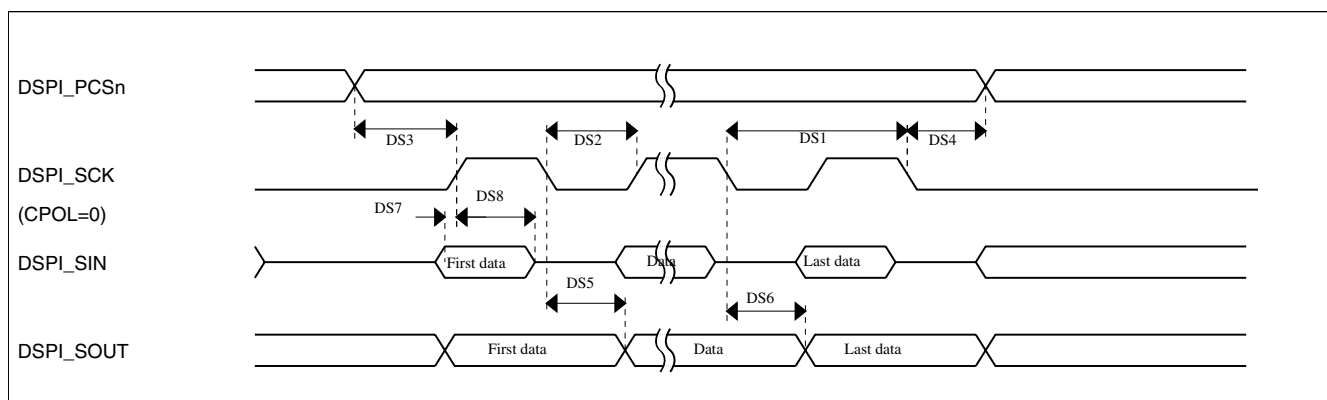 DSPI_PCSn
DS3
DS2
DS1
DS4
DSPI_SCK
(CPOL=0)
DS7
DS8
DSPI_SIN
First data
Data
Last data
DS5
DS6
DSPI_SOUT
First data
Data
Last data